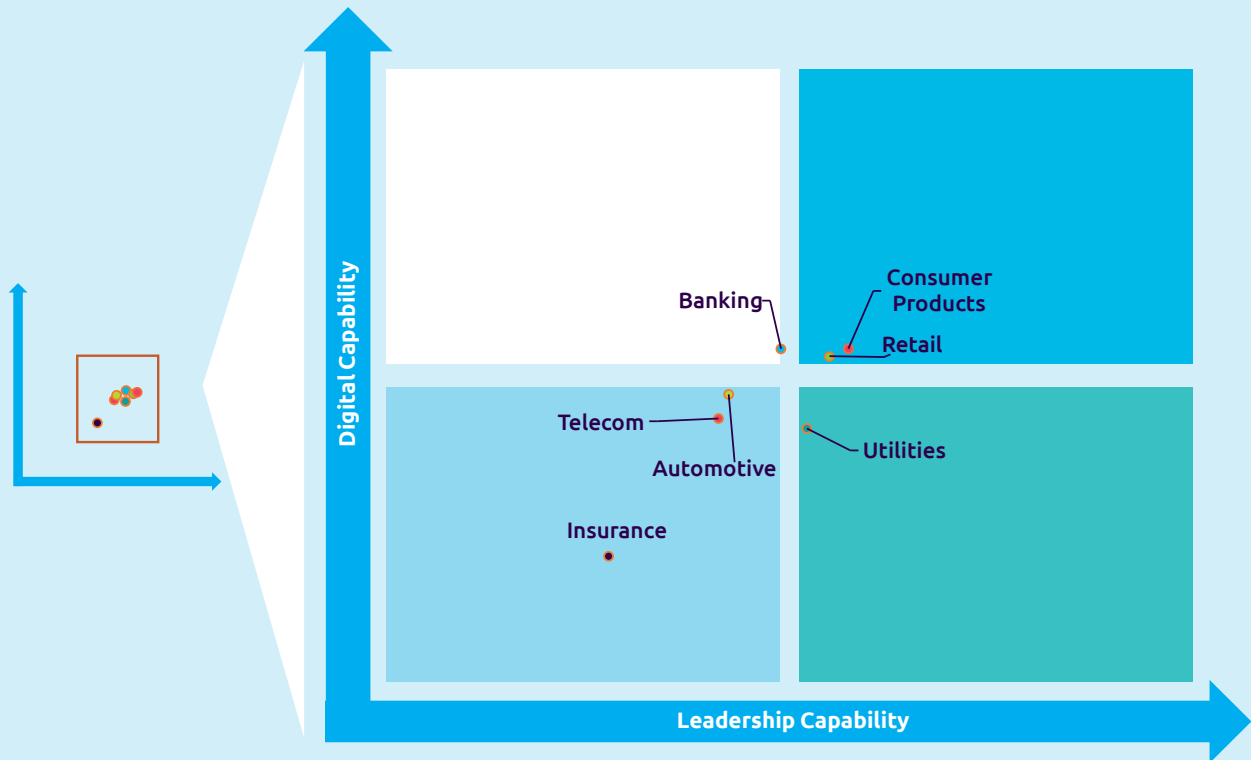 Digital Capability
Consumer
Products
Banking
Retail
Telecom
Automotive
Utilities
Insurance
Leadership Capability